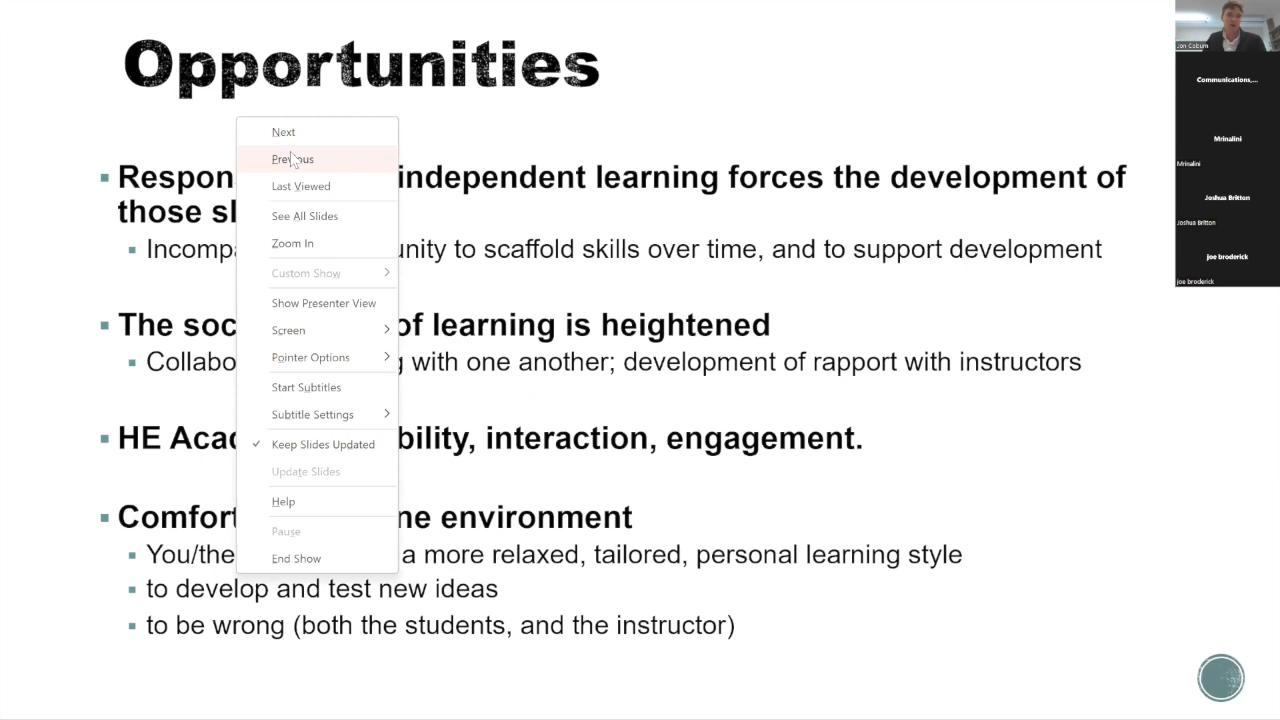 Opportunities
Respon independent learning forces the development of
those sl
Incompa unity to scaffold skills over time, and to support development
The soc of learning is heightened
Collabo g with one another; development of rapport with instructors
HE Acad bility, interaction, engagement.
Comfort ne environment
You/the a more relaxed, tailored, personal learning style
to develop and test new ideas
to be wrong (both the students, and the instructor)
Next
Previous
Last Viewed
See All Slides
Zoom In
Custom Show
Show Presenter View
Screen
Pointer Options
Start Subtitles
Subtitle Settings
Keep Slides Updated
Update Slides
Help
Pause
End Show
Jon Coburn
Communications,...
Mrinalini
Mrinalini
Joshua Britton
Joshua Britton
joe broderick
joe broderick